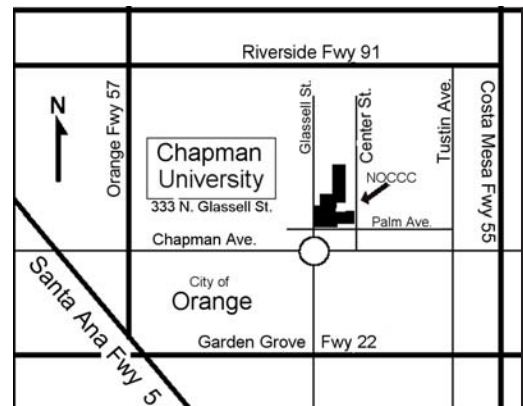 Riverside Fwy 91
N
Orange Fwy 57
Glassell St.
Center St.
Tustin Ave.
Costa Mesa Fwy 55
Chapman
University
333 N. Glassell St.
NOCCC
Palm Ave.
Chapman Ave.
City of
Orange
Santa Ana Fwy 5
Garden Grove Fwy 22